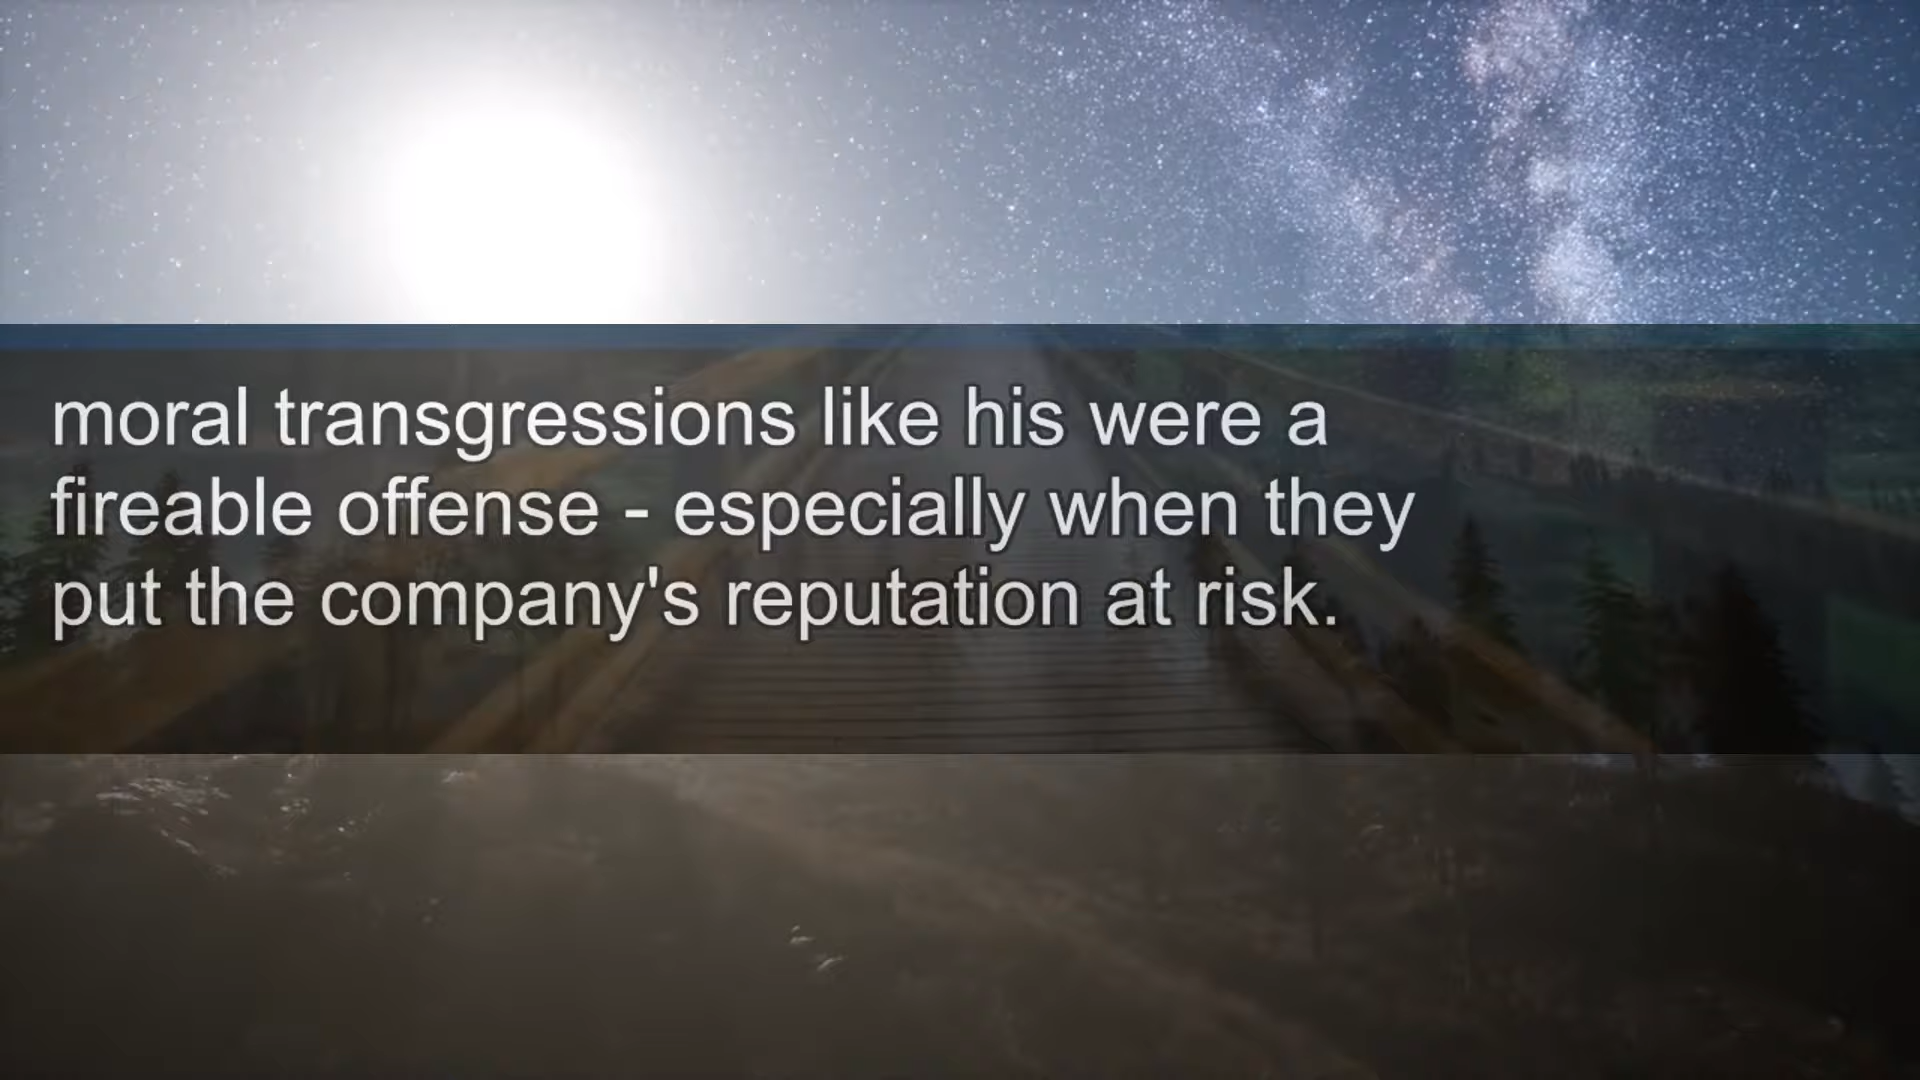 moral transgressions like his were a
fireable offense - especially when they
put the company's reputation at risk.